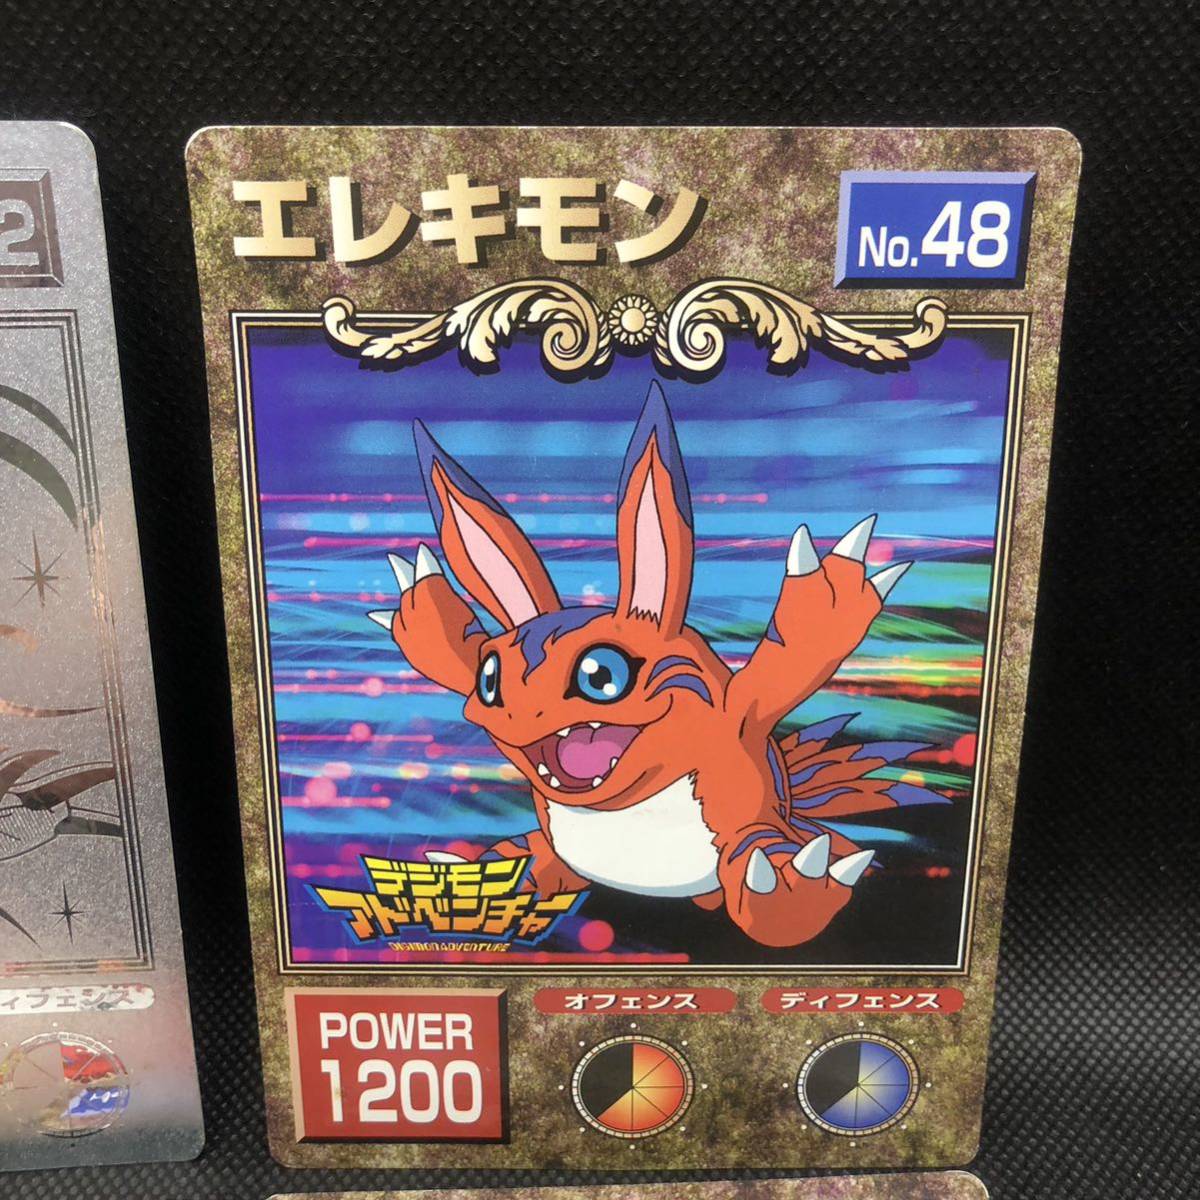 エレキモン
No.48
デジモン
アドベンチャー
DIGIMON ADVENTURE
POWER
1200
オフェンス
ディフェンス
2
ィフェンス